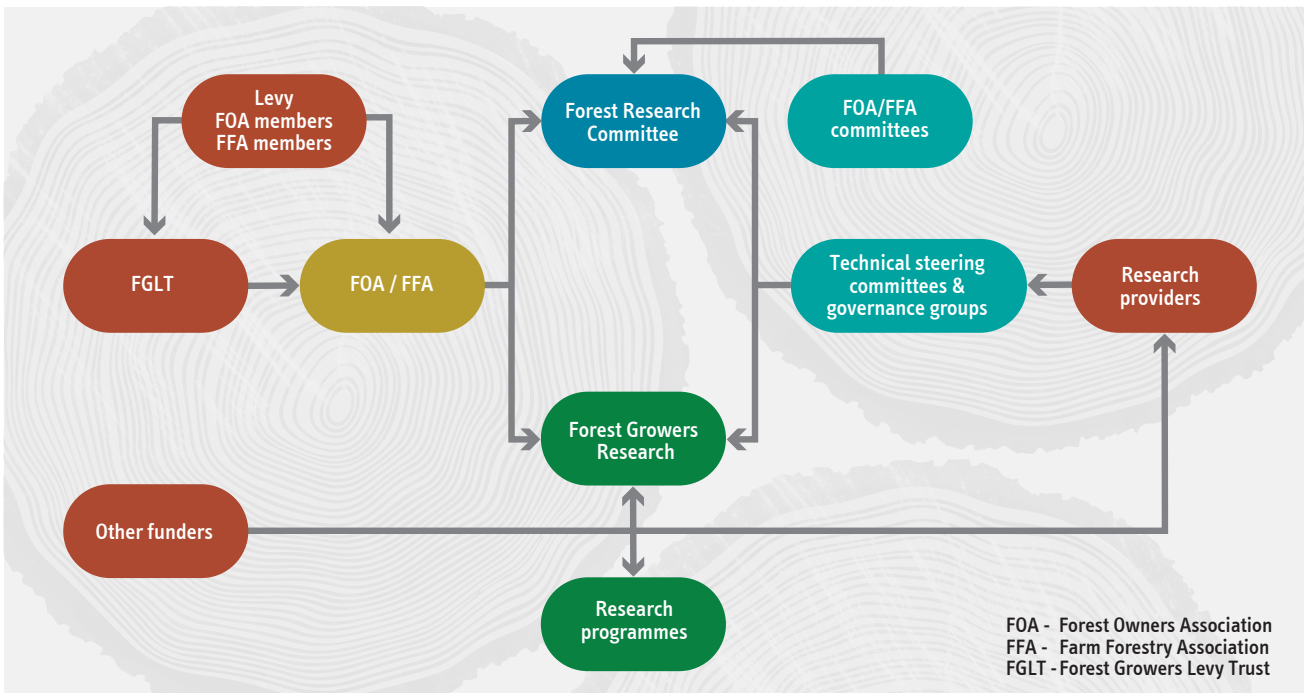 Levy
FOA members
FFA members
Forest Research
Committee
FOA/FFA
committees
FGLT
FOA / FFA
Technical steering
committees &
governance groups
Research
providers
Forest Growers
Research
Other funders
Research
programmes
FOA - Forest Owners Association
FFA - Farm Forestry Association
FGLT - Forest Growers Levy Trust